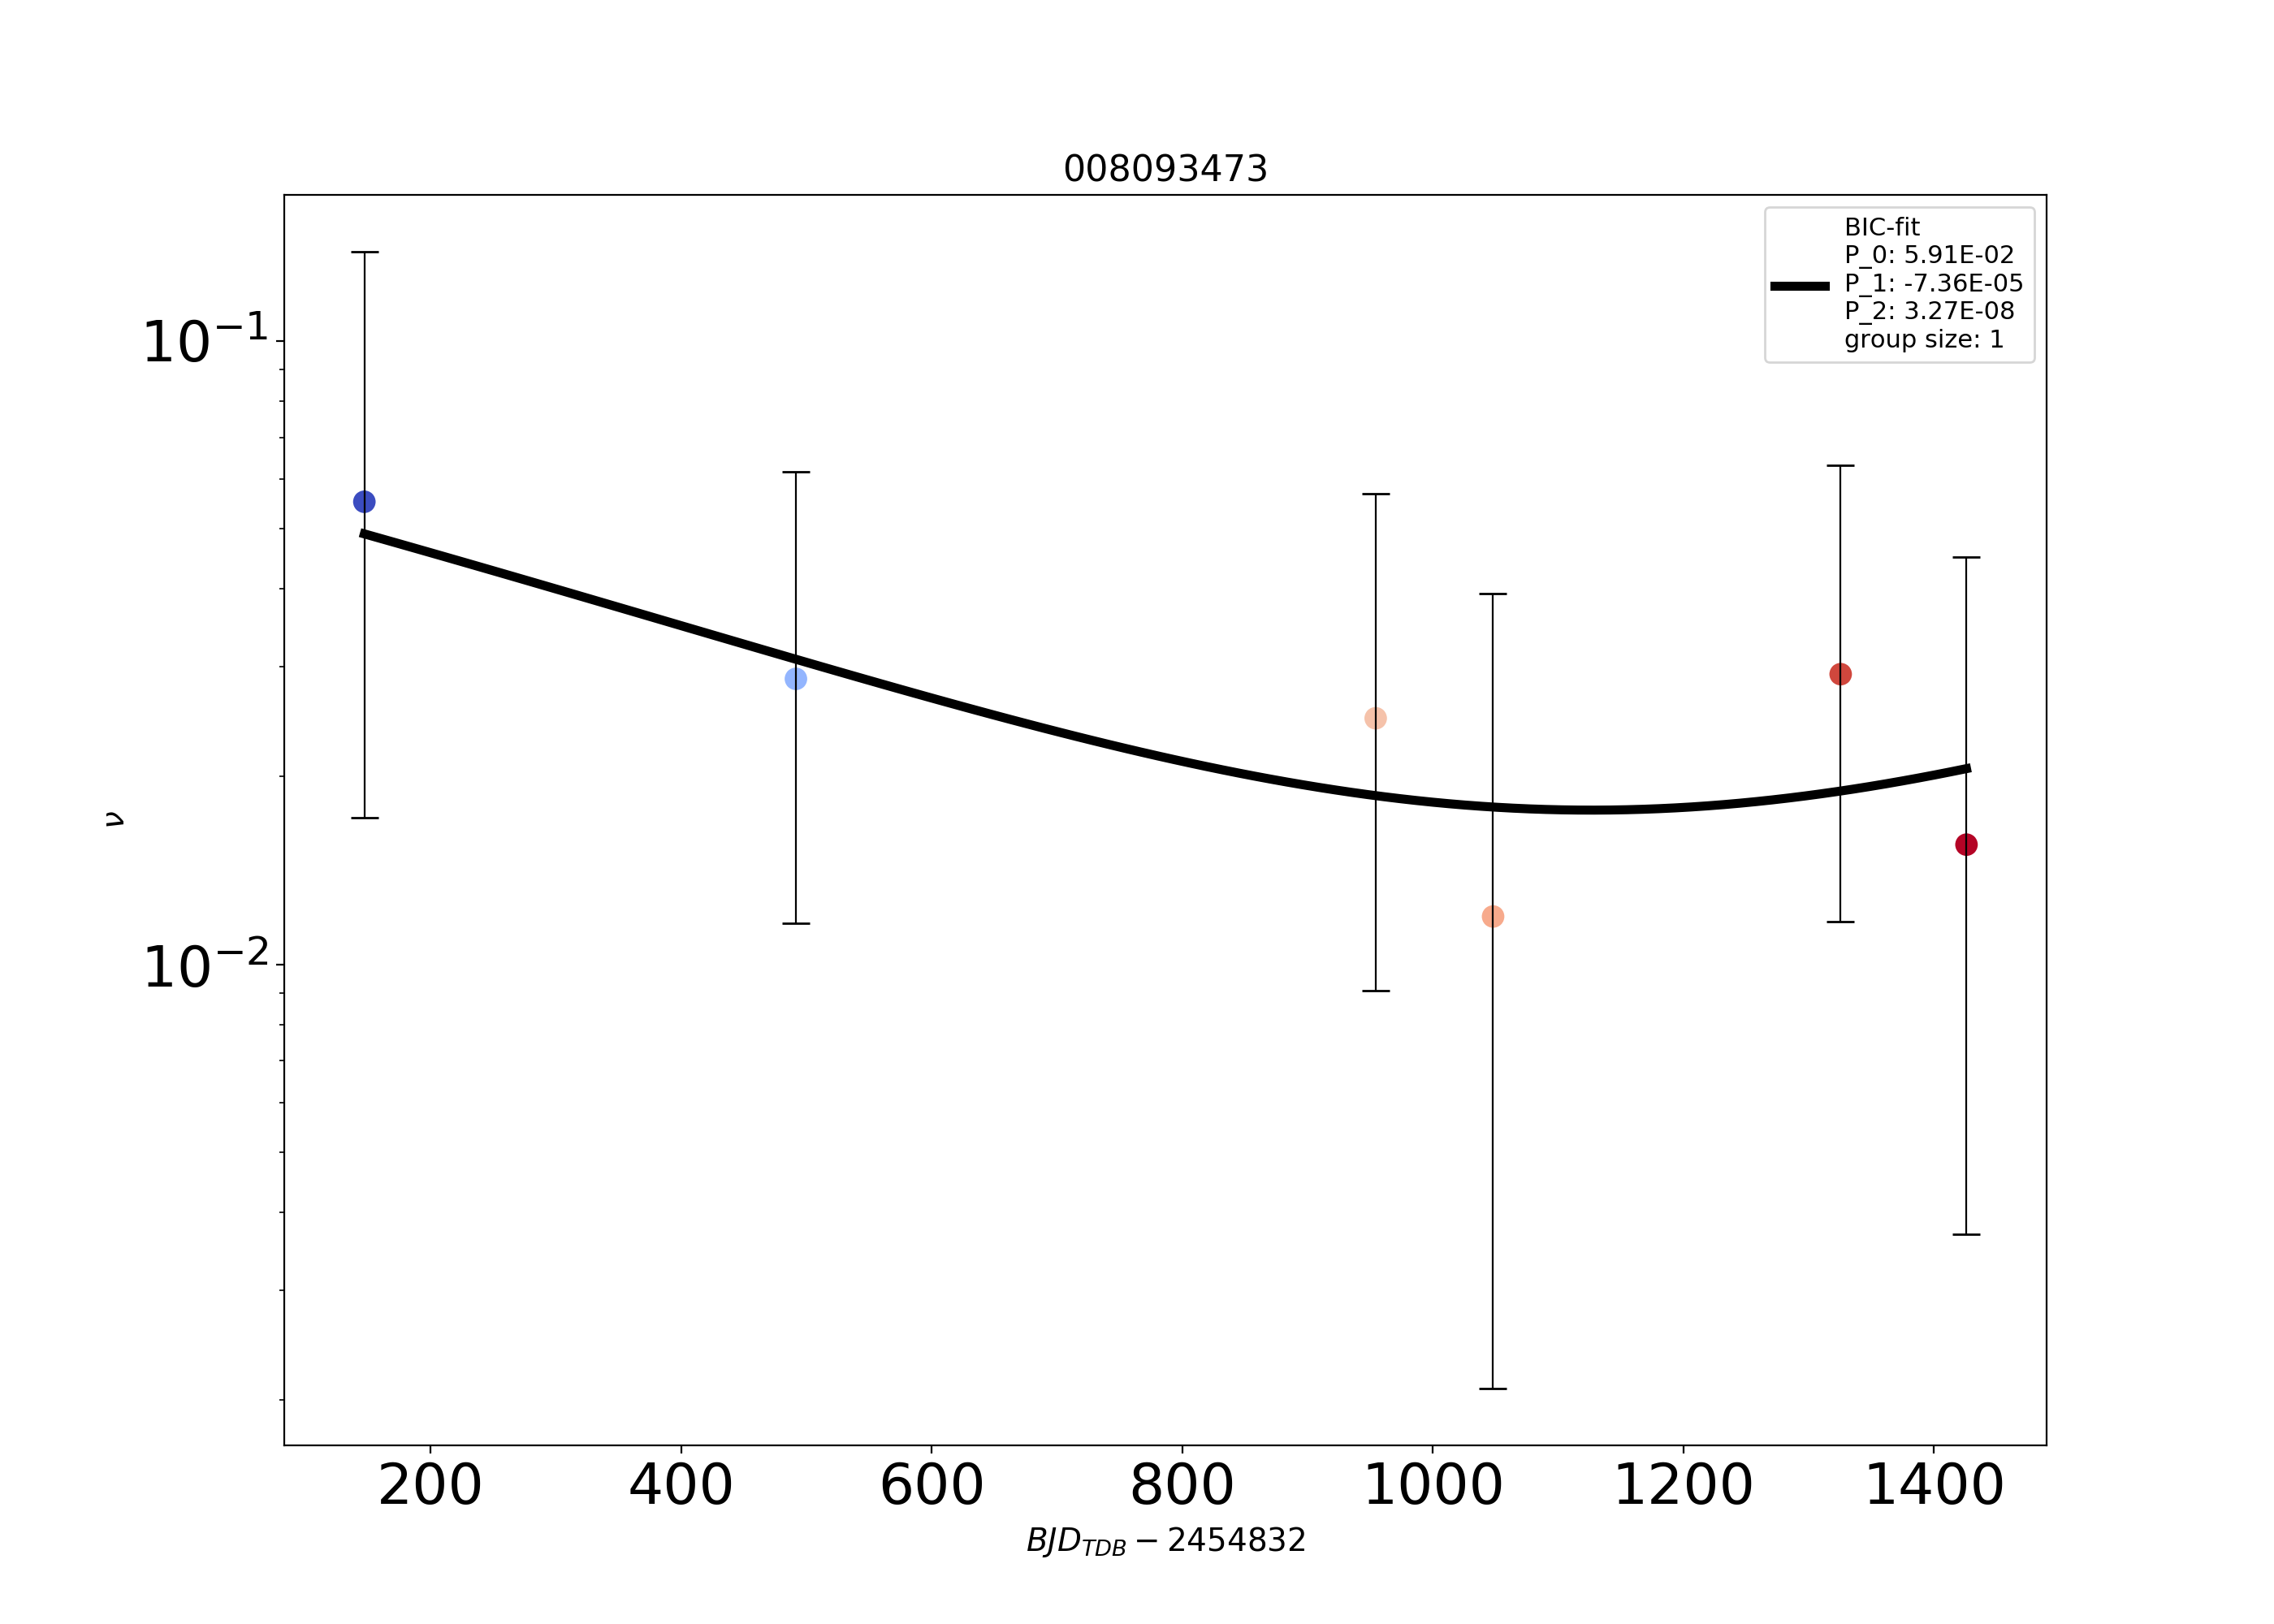 008093473
BIC-fit
P_0: 5.91E-02
P_1: -7.36E-05
P_2: 3.27E-08
group size: 1
10⁻¹
10⁻²
ν
200 400 600 800 1000 1200 1400
BJD_TDB − 2454832